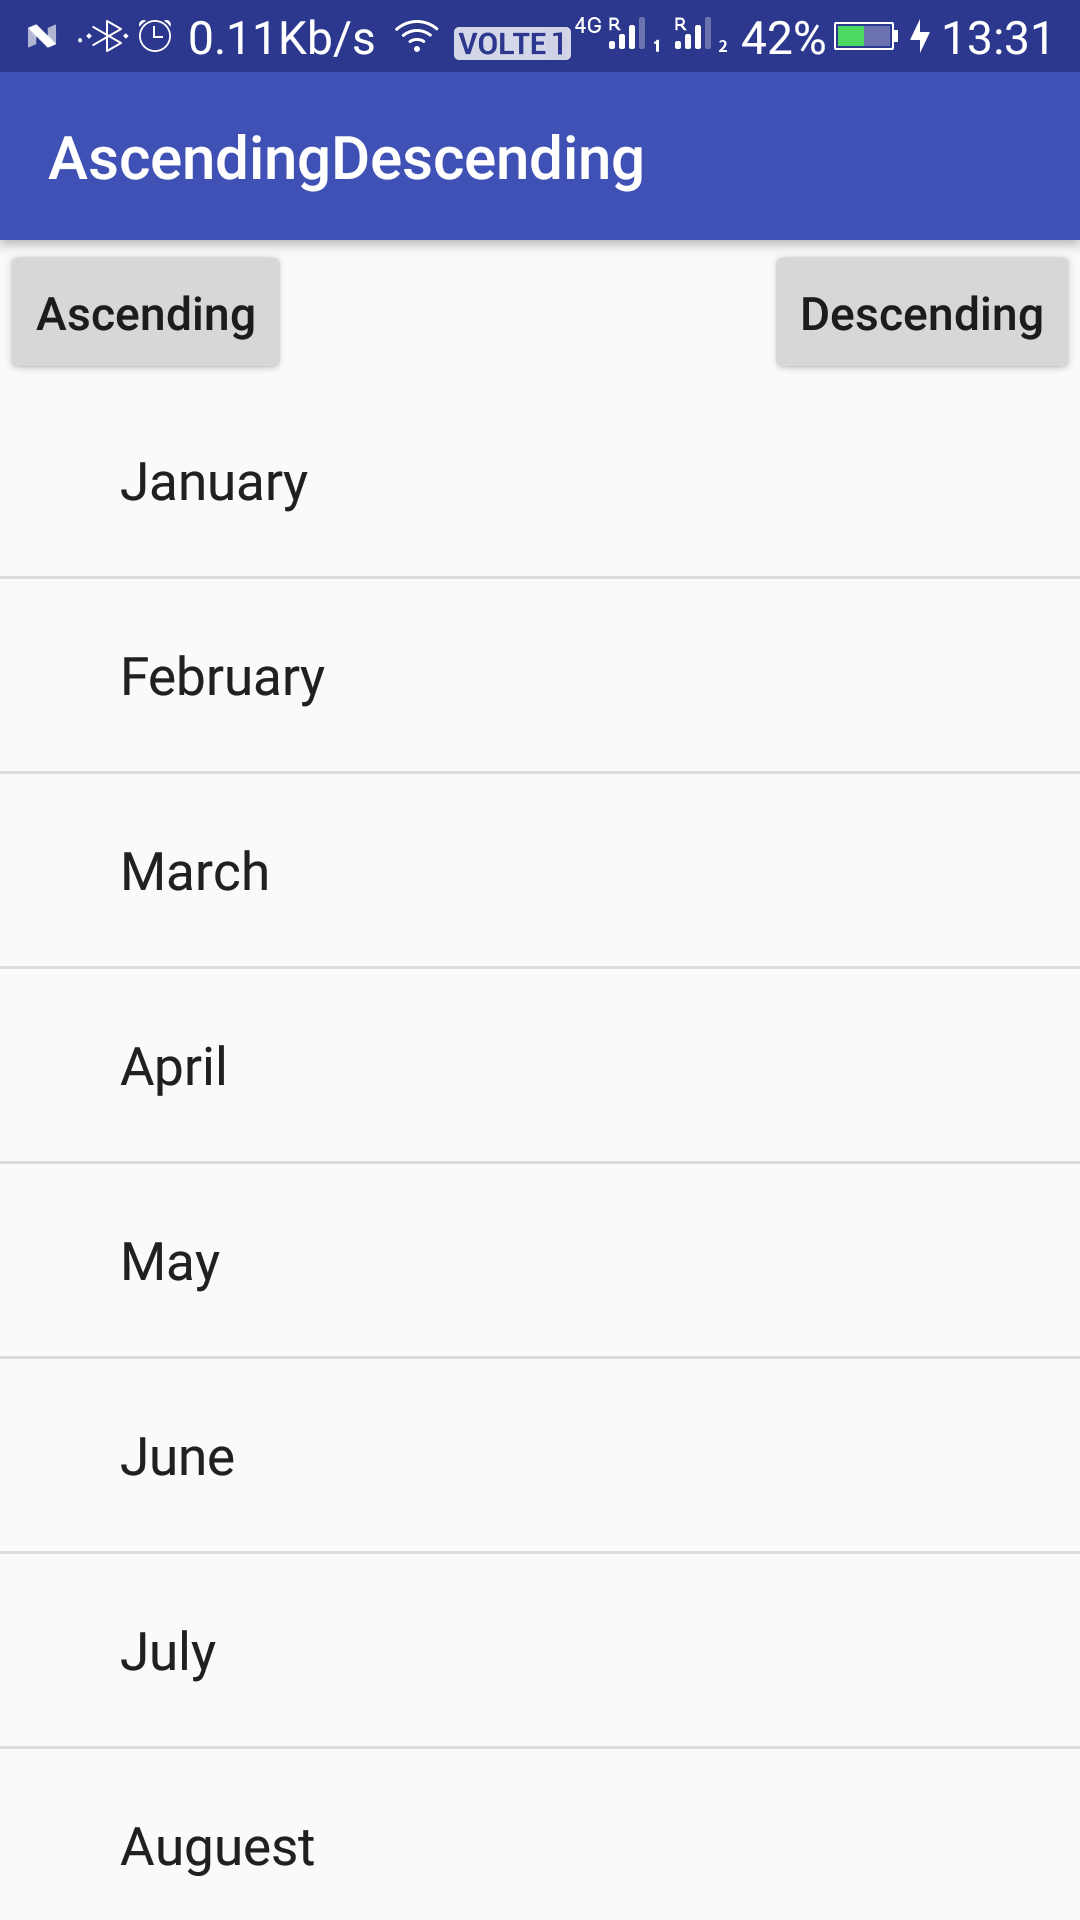 0.11Kb/s VOLTE 1 4G R 1 R 2 42% 13:31
AscendingDescending
Ascending Descending
January
February
March
April
May
June
July
Auguest